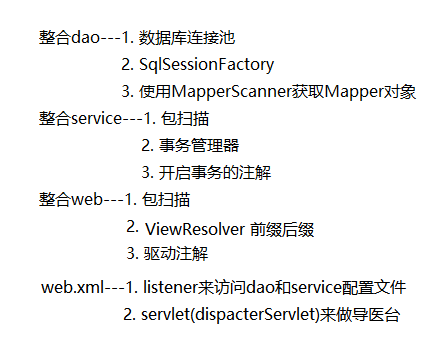 整合dao---1. 数据库连接池
2. SqlSessionFactory
3. 使用MapperScanner获取Mapper对象
整合service---1. 包扫描
2. 事务管理器
3. 开启事务的注解
整合web---1. 包扫描
2. ViewResolver 前缀后缀
3. 驱动注解
web.xml---1. listener来访问dao和service配置文件
2. servlet(dispacterServlet)来做导医台